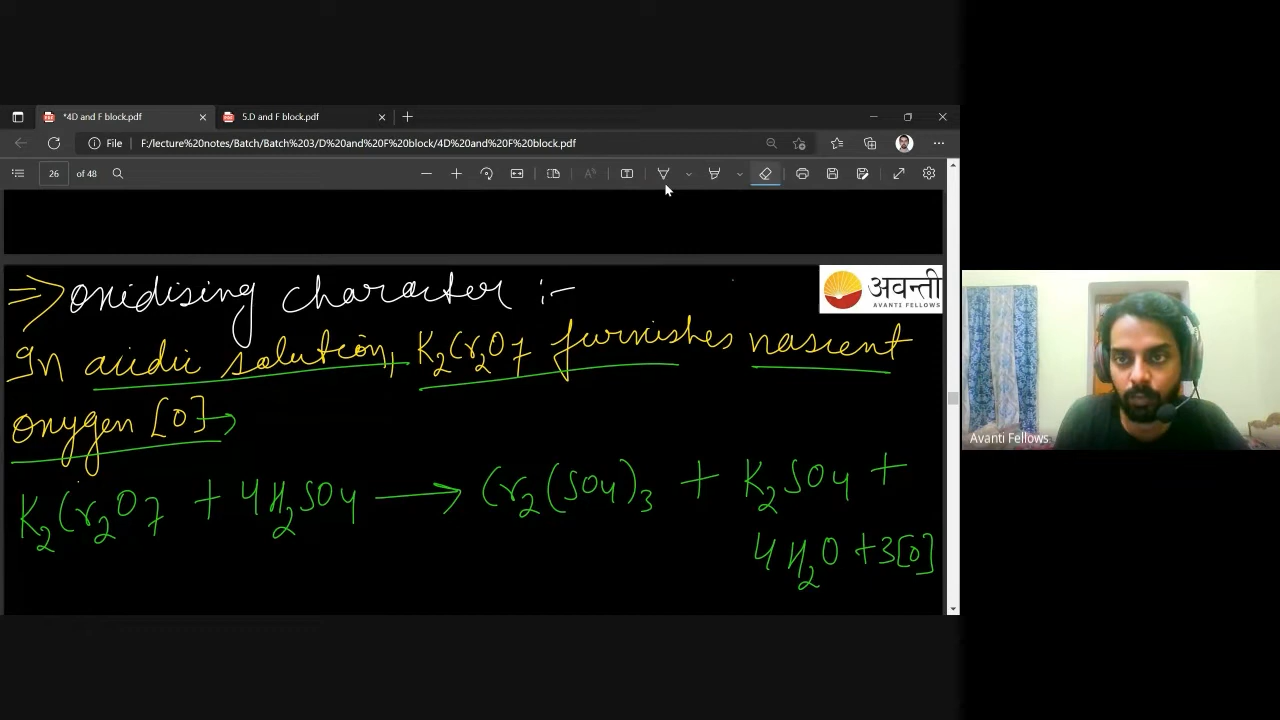 *4D and F block.pdf
5.D and F block.pdf
File F:/lecture%20notes/Batch/Batch%203/D%20and%20F%20block/4D%20and%20F%20block.pdf
26 of 48
=> oxidising character :-
अवन्ती
AVANTI FELLOWS
In acidic solution, K2Cr2O7 furnishes nascent
oxygen [O] →
K2Cr2O7 + 4H2SO4 → Cr2(SO4)3 + K2SO4 +
4H2O + 3[O]
Avanti Fellows